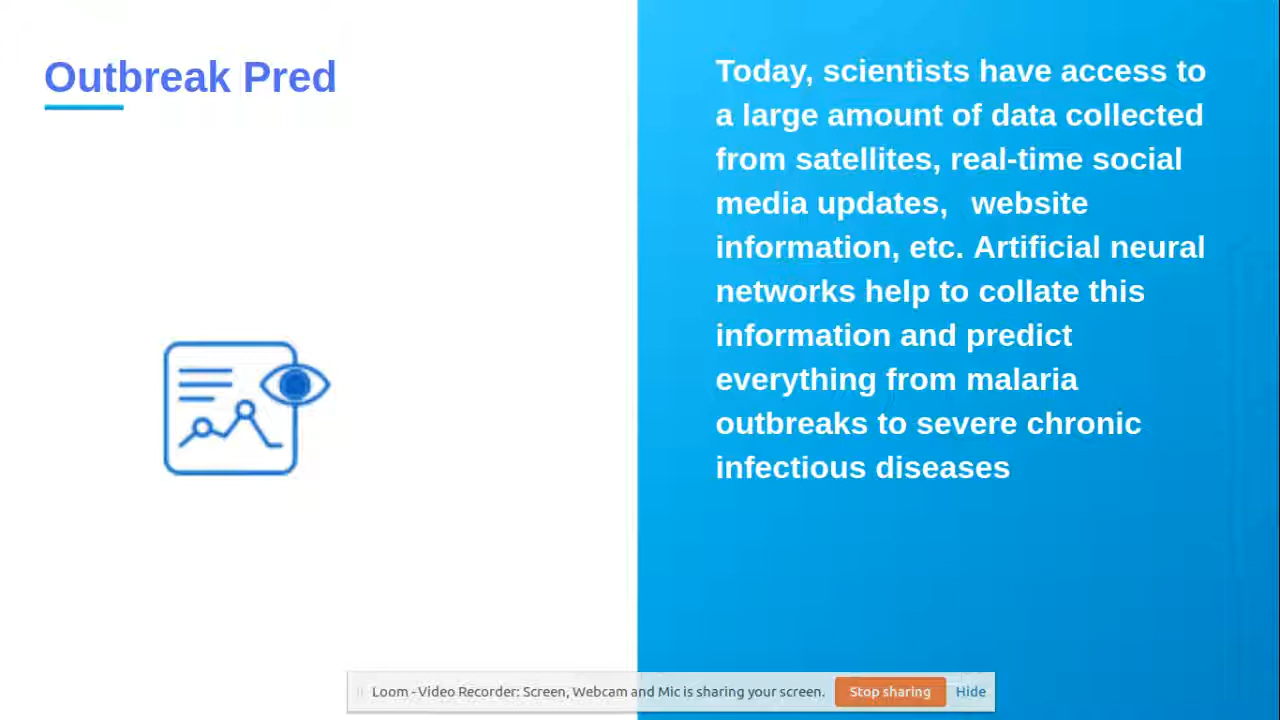 Outbreak Pred
Today, scientists have access to
a large amount of data collected
from satellites, real-time social
media updates, website
information, etc. Artificial neural
networks help to collate this
information and predict
everything from malaria
outbreaks to severe chronic
infectious diseases
Loom - Video Recorder: Screen, Webcam and Mic is sharing your screen. Stop sharing Hide